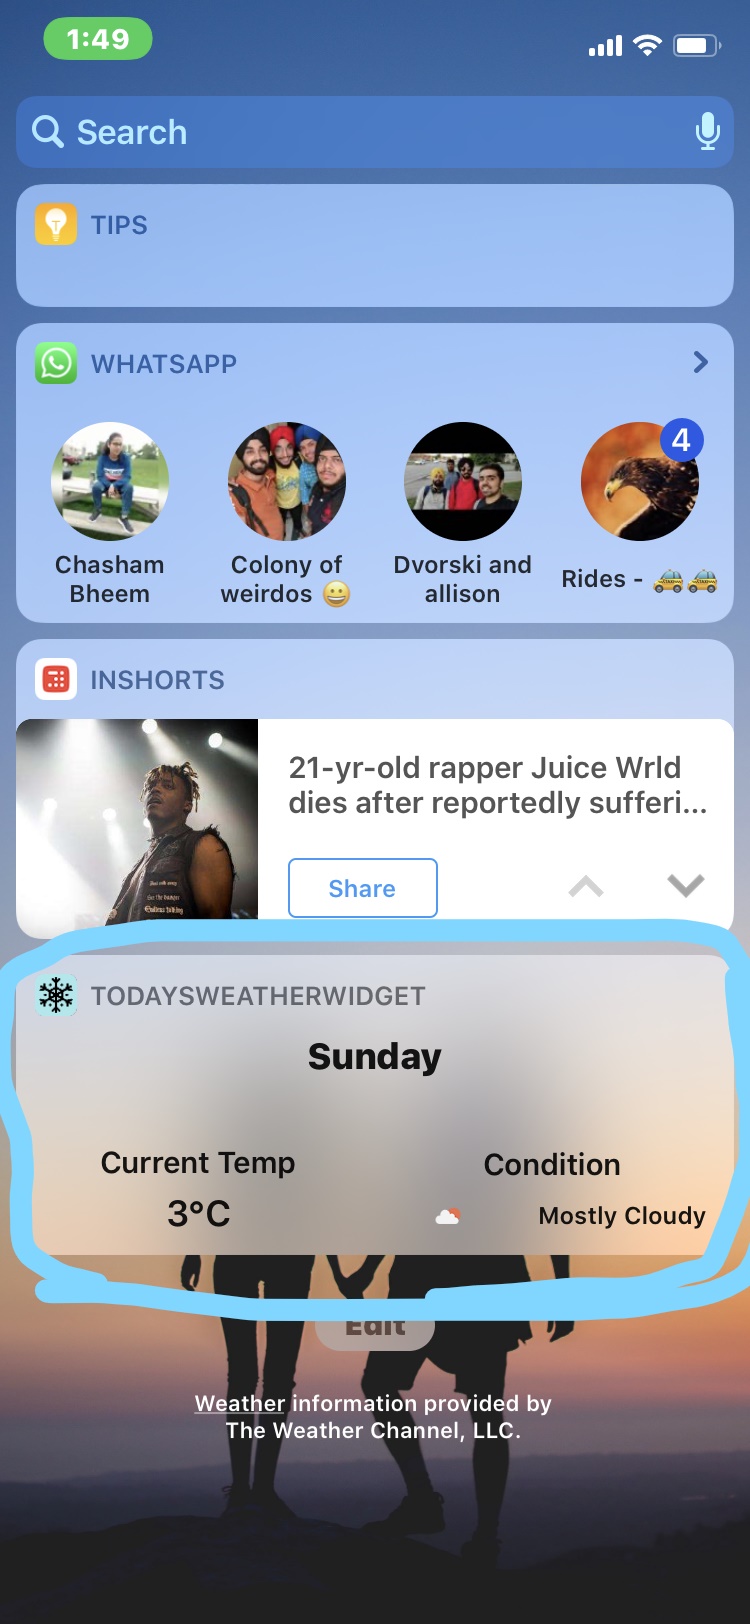 1:49
Search
TIPS
WHATSAPP
4
Chasham
Bheem
Colony of
weirdos 😀
Dvorski and
allison
Rides - 🚖🚖
INSHORTS
21-yr-old rapper Juice Wrld
dies after reportedly sufferi...
Share
TODAYSWEATHERWIDGET
Sunday
Current Temp
Condition
3°C
Mostly Cloudy
Edit
Weather information provided by
The Weather Channel, LLC.